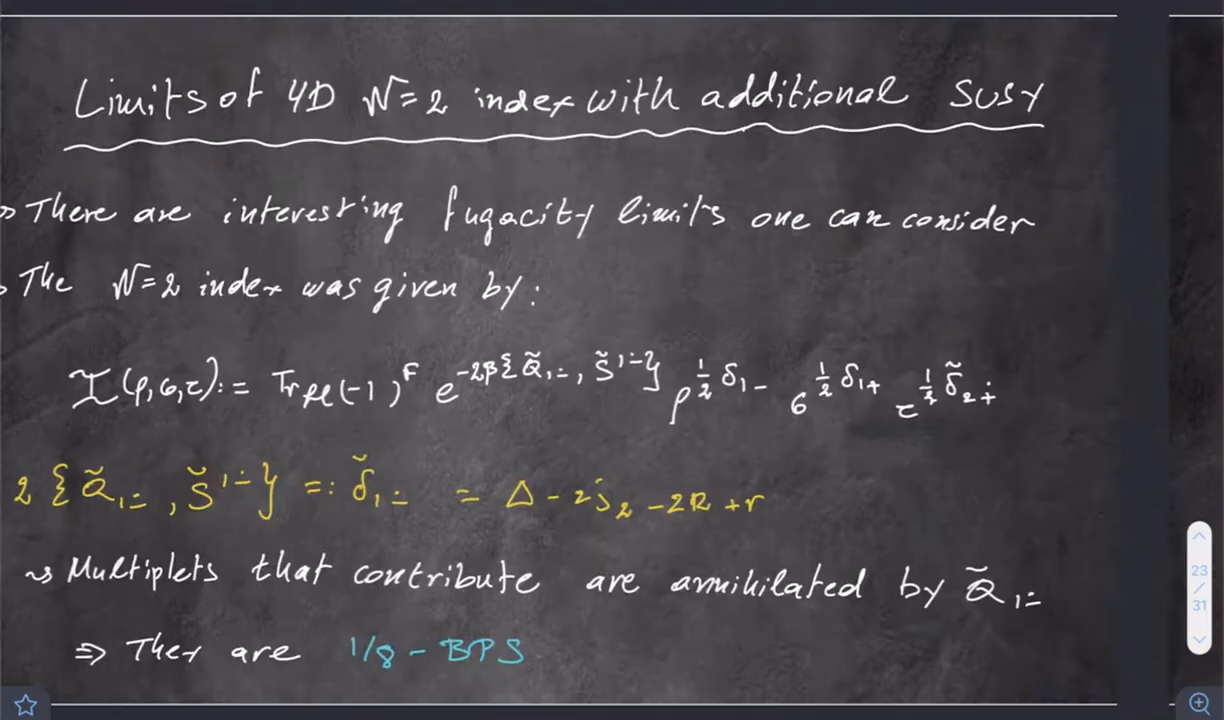 Limits of 4D N=2 index with additional SUSY
There are interesting fugacity limits one can consider
The N=2 index was given by:
I(ρ,σ,τ):= Tr_H(-1)^F e^{-2β{Q̃_{1∸}, S̃^{1∸}}} ρ^{½δ_{1-}} σ^{½δ_{1+}} τ^{½δ̃_{2∔}}
2{Q̃_{1∸}, S̃^{1∸}} =: δ̃_{1∸} = Δ - 2j_2 - 2R + r
⇝ Multiplets that contribute are annihilated by Q̃_{1∸}
⇒ They are 1/8 - BPS
23
/
31